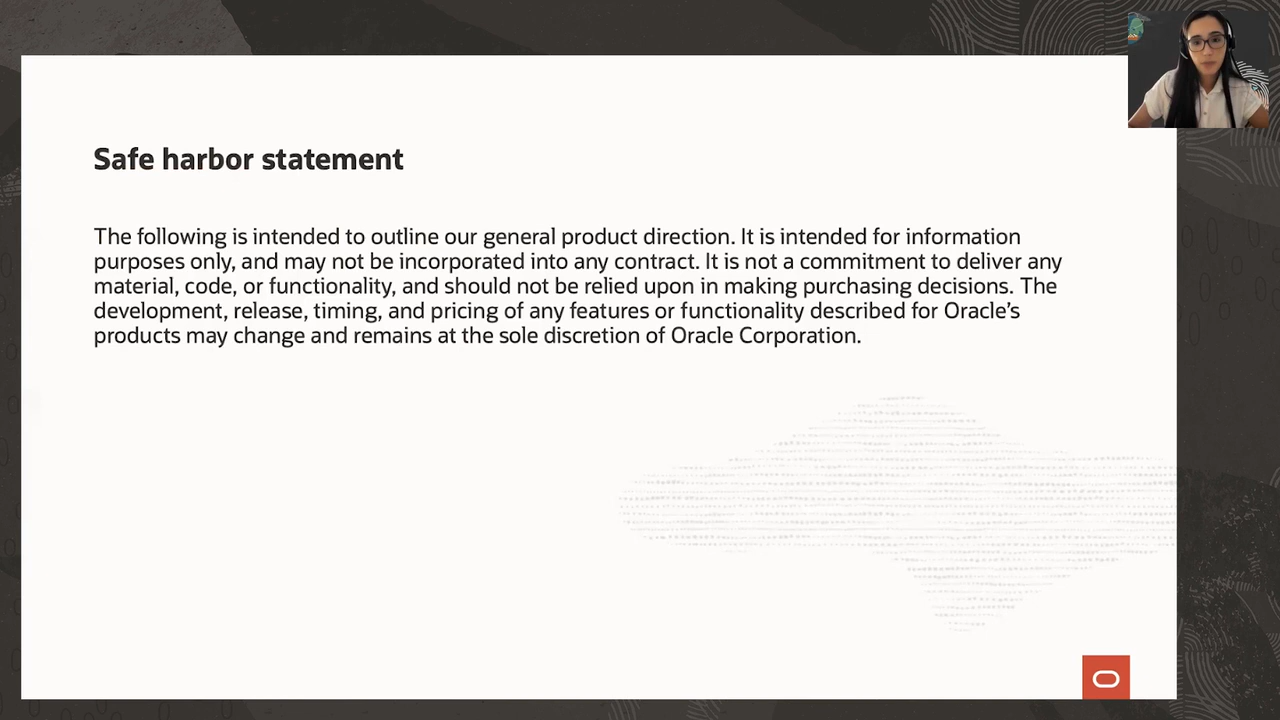 Safe harbor statement
The following is intended to outline our general product direction. It is intended for information
purposes only, and may not be incorporated into any contract. It is not a commitment to deliver any
material, code, or functionality, and should not be relied upon in making purchasing decisions. The
development, release, timing, and pricing of any features or functionality described for Oracle’s
products may change and remains at the sole discretion of Oracle Corporation.